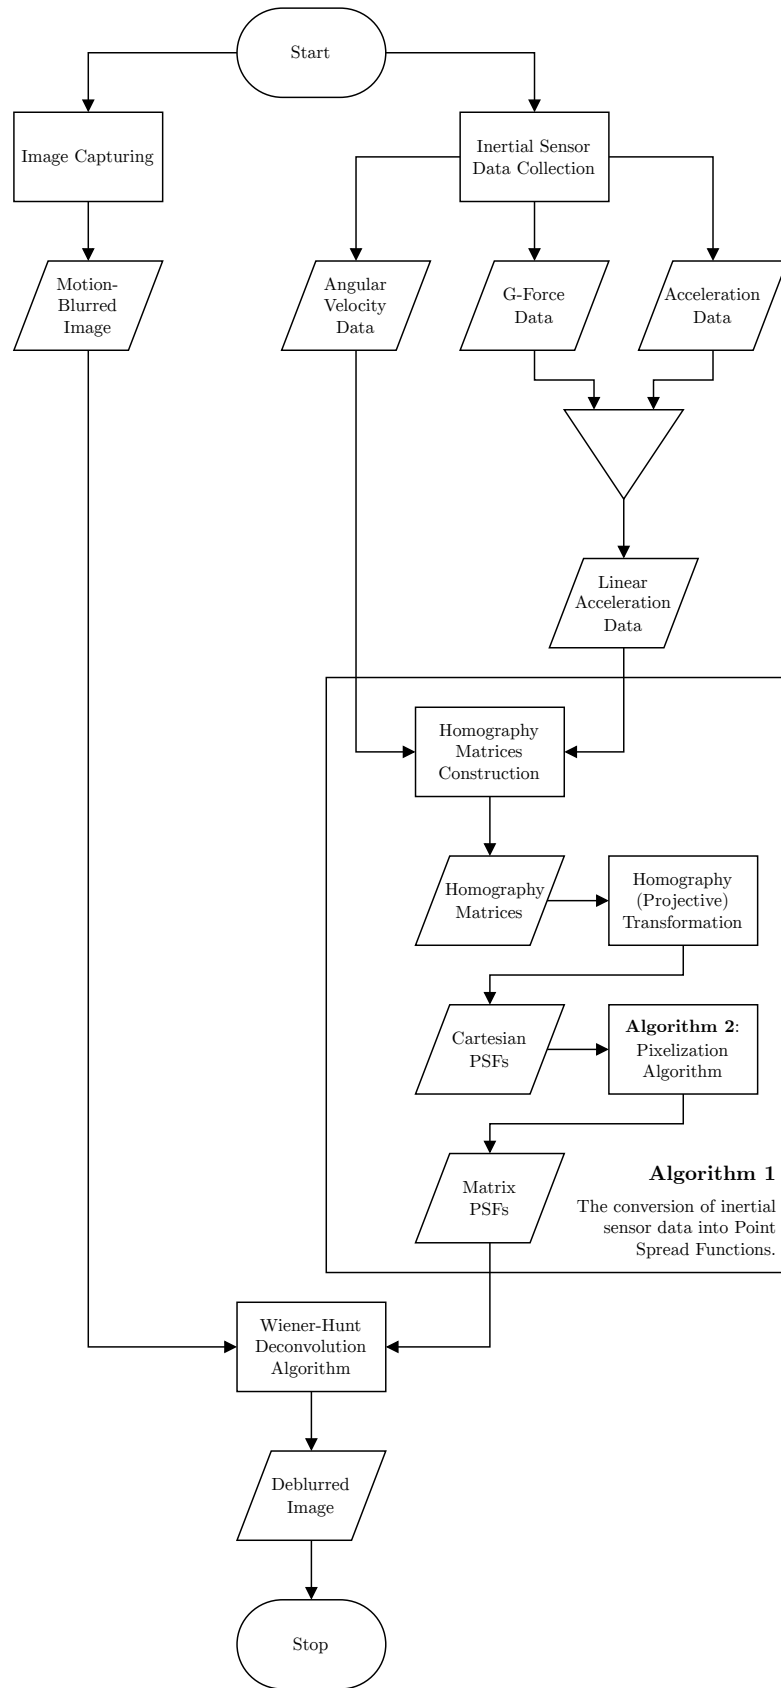 Start
Image Capturing
Inertial Sensor
Data Collection
Motion-
Blurred
Image
Angular
Velocity
Data
G-Force
Data
Acceleration
Data
Linear
Acceleration
Data
Homography
Matrices
Construction
Homography
Matrices
Homography
(Projective)
Transformation
Cartesian
PSFs
Algorithm 2:
Pixelization
Algorithm
Matrix
PSFs
Algorithm 1
The conversion of inertial
sensor data into Point
Spread Functions.
Wiener-Hunt
Deconvolution
Algorithm
Deblurred
Image
Stop